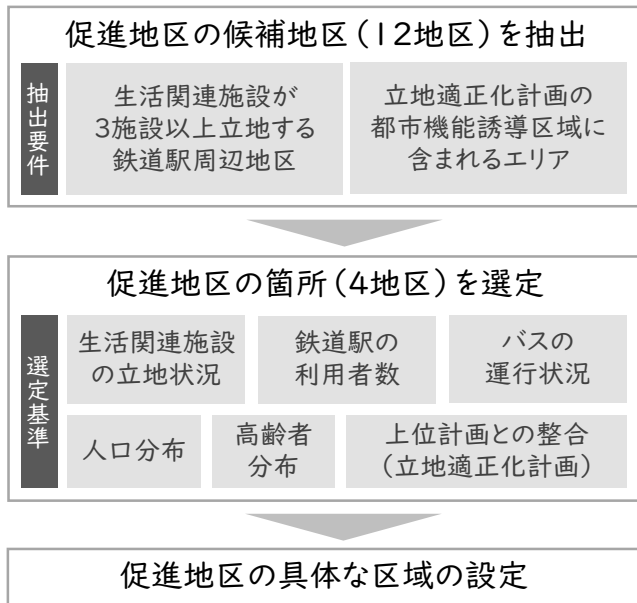 促進地区の候補地区(12地区)を抽出
抽出要件
生活関連施設が
3施設以上立地する
鉄道駅周辺地区
立地適正化計画の
都市機能誘導区域に
含まれるエリア
促進地区の箇所(4地区)を選定
選定基準
生活関連施設
の立地状況
鉄道駅の
利用者数
バスの
運行状況
人口分布
高齢者
分布
上位計画との整合
(立地適正化計画)
促進地区の具体な区域の設定